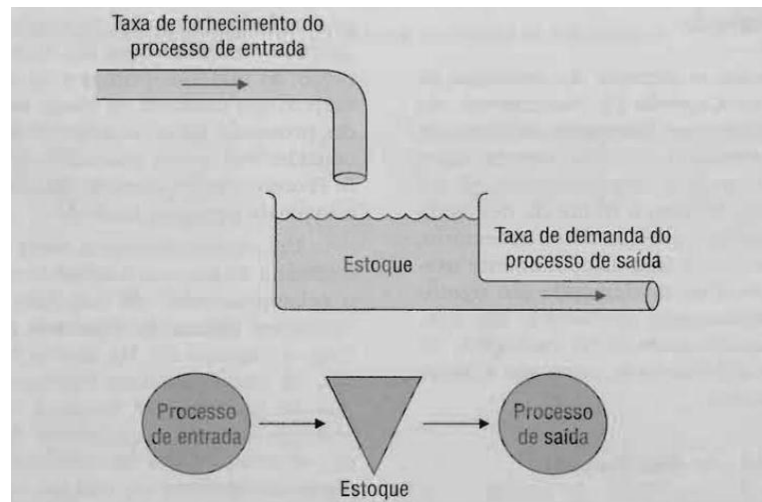 Taxa de fornecimento do
processo de entrada
Taxa de demanda do
processo de saída
Estoque
Processo
de entrada
Processo
de saída
Estoque